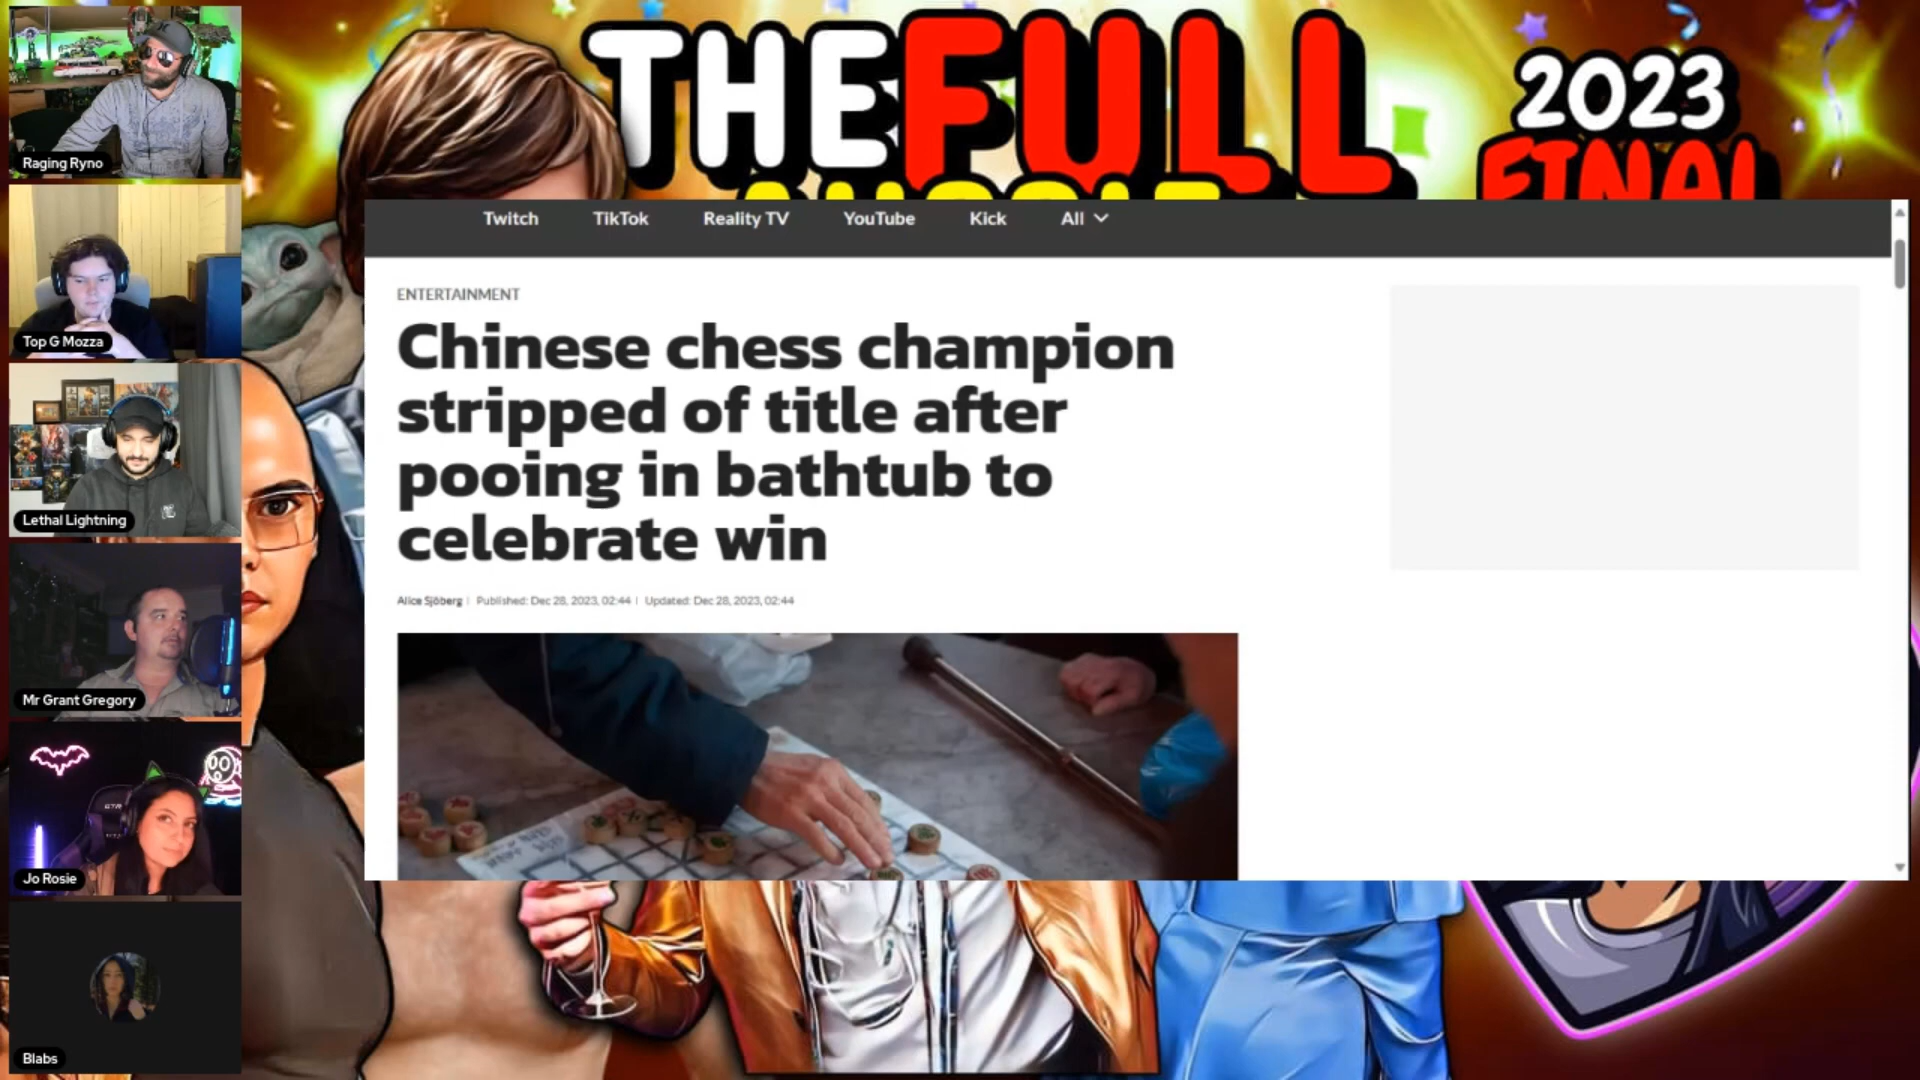 THE FULL
2023
FINAL
Raging Ryno
Top G Mozza
Lethal Lightning
Mr Grant Gregory
Jo Rosie
Blabs
Twitch TikTok Reality TV YouTube Kick All
ENTERTAINMENT
Chinese chess champion
stripped of title after
pooing in bathtub to
celebrate win
Alice Sjöberg | Published: Dec 28, 2023, 02:44 | Updated: Dec 28, 2023, 02:44